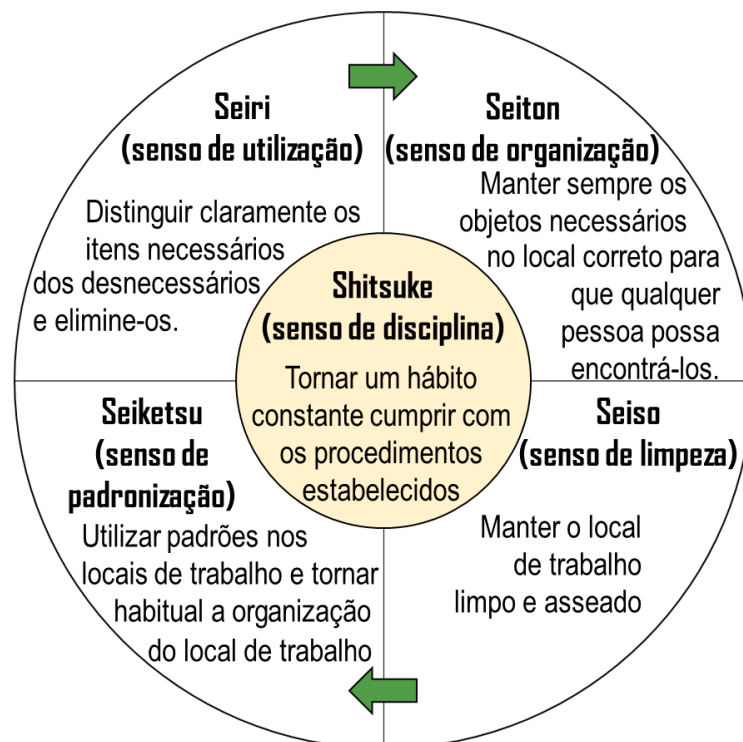 Seiri
(senso de utilização)
Distinguir claramente os
itens necessários
dos desnecessários
e elimine-os.
Seiton
(senso de organização)
Manter sempre os
objetos necessários
no local correto para
que qualquer
pessoa possa
encontrá-los.
Shitsuke
(senso de disciplina)
Tornar um hábito
constante cumprir com
os procedimentos
estabelecidos
Seiketsu
(senso de
padronização)
Utilizar padrões nos
locais de trabalho e tornar
habitual a organização
do local de trabalho
Seiso
(senso de limpeza)
Manter o local
de trabalho
limpo e asseado